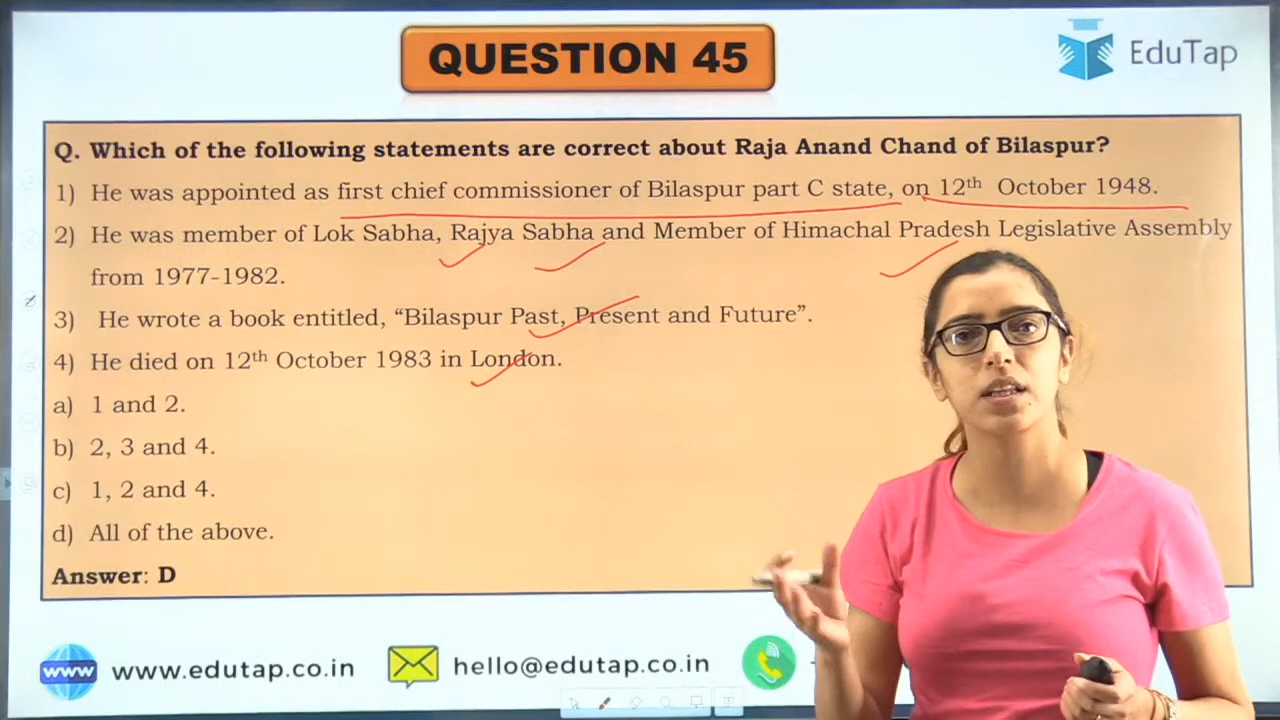 QUESTION 45
EduTap
Q. Which of the following statements are correct about Raja Anand Chand of Bilaspur?
1) He was appointed as first chief commissioner of Bilaspur part C state, on 12th October 1948.
2) He was member of Lok Sabha, Rajya Sabha and Member of Himachal Pradesh Legislative Assembly
from 1977-1982.
3) He wrote a book entitled, “Bilaspur Past, Present and Future”.
4) He died on 12th October 1983 in London.
a) 1 and 2.
b) 2, 3 and 4.
c) 1, 2 and 4.
d) All of the above.
Answer: D
www www.edutap.co.in hello@edutap.co.in